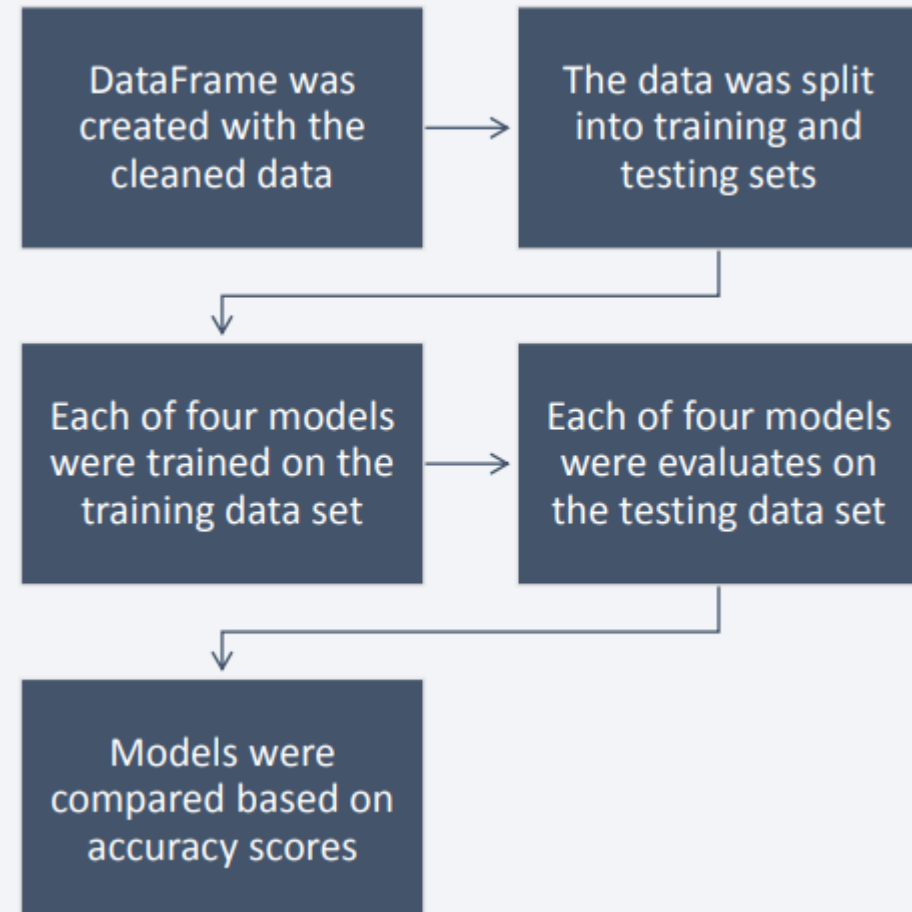 DataFrame was
created with the
cleaned data
The data was split
into training and
testing sets
Each of four models
were trained on the
training data set
Each of four models
were evaluates on
the testing data set
Models were
compared based on
accuracy scores